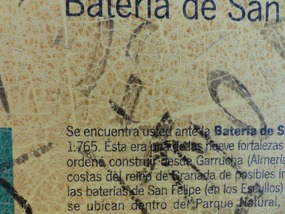 Batería de San
Se encuentra usted ante la Batería de S
1.765. Ésta era una de las nueve fortalezas
ordenó construir desde Garrucha (Almería
costas del reino de Granada de posibles in
las baterías de San Felipe (en los Escullos)
se ubican dentro del Parque Natural,